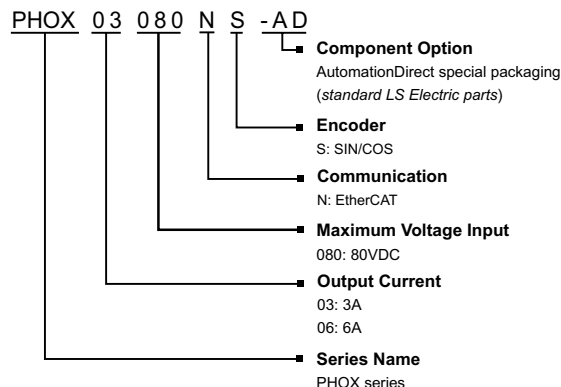 PHOX 03 080 N S -AD
Component Option
AutomationDirect special packaging
(standard LS Electric parts)
Encoder
S: SIN/COS
Communication
N: EtherCAT
Maximum Voltage Input
080: 80VDC
Output Current
03: 3A
06: 6A
Series Name
PHOX series